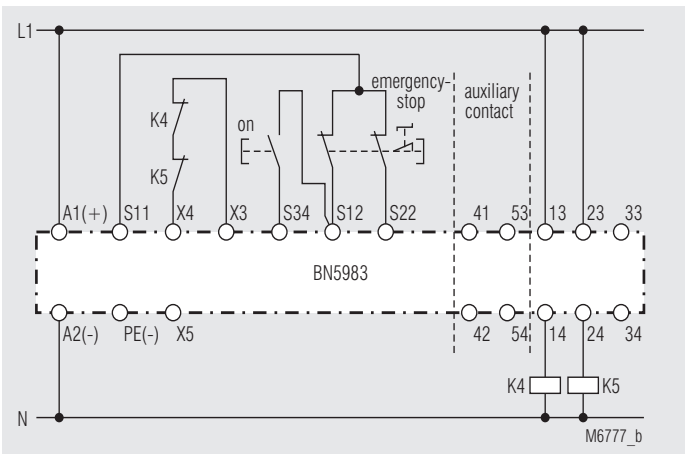 L1
emergency-
stop
auxiliary
contact
K4
on
K5
A1(+) S11 X4 X3 S34 S12 S22 41 53 13 23 33
BN5983
A2(-) PE(-) X5 42 54 14 24 34
K4 K5
N
M6777_b